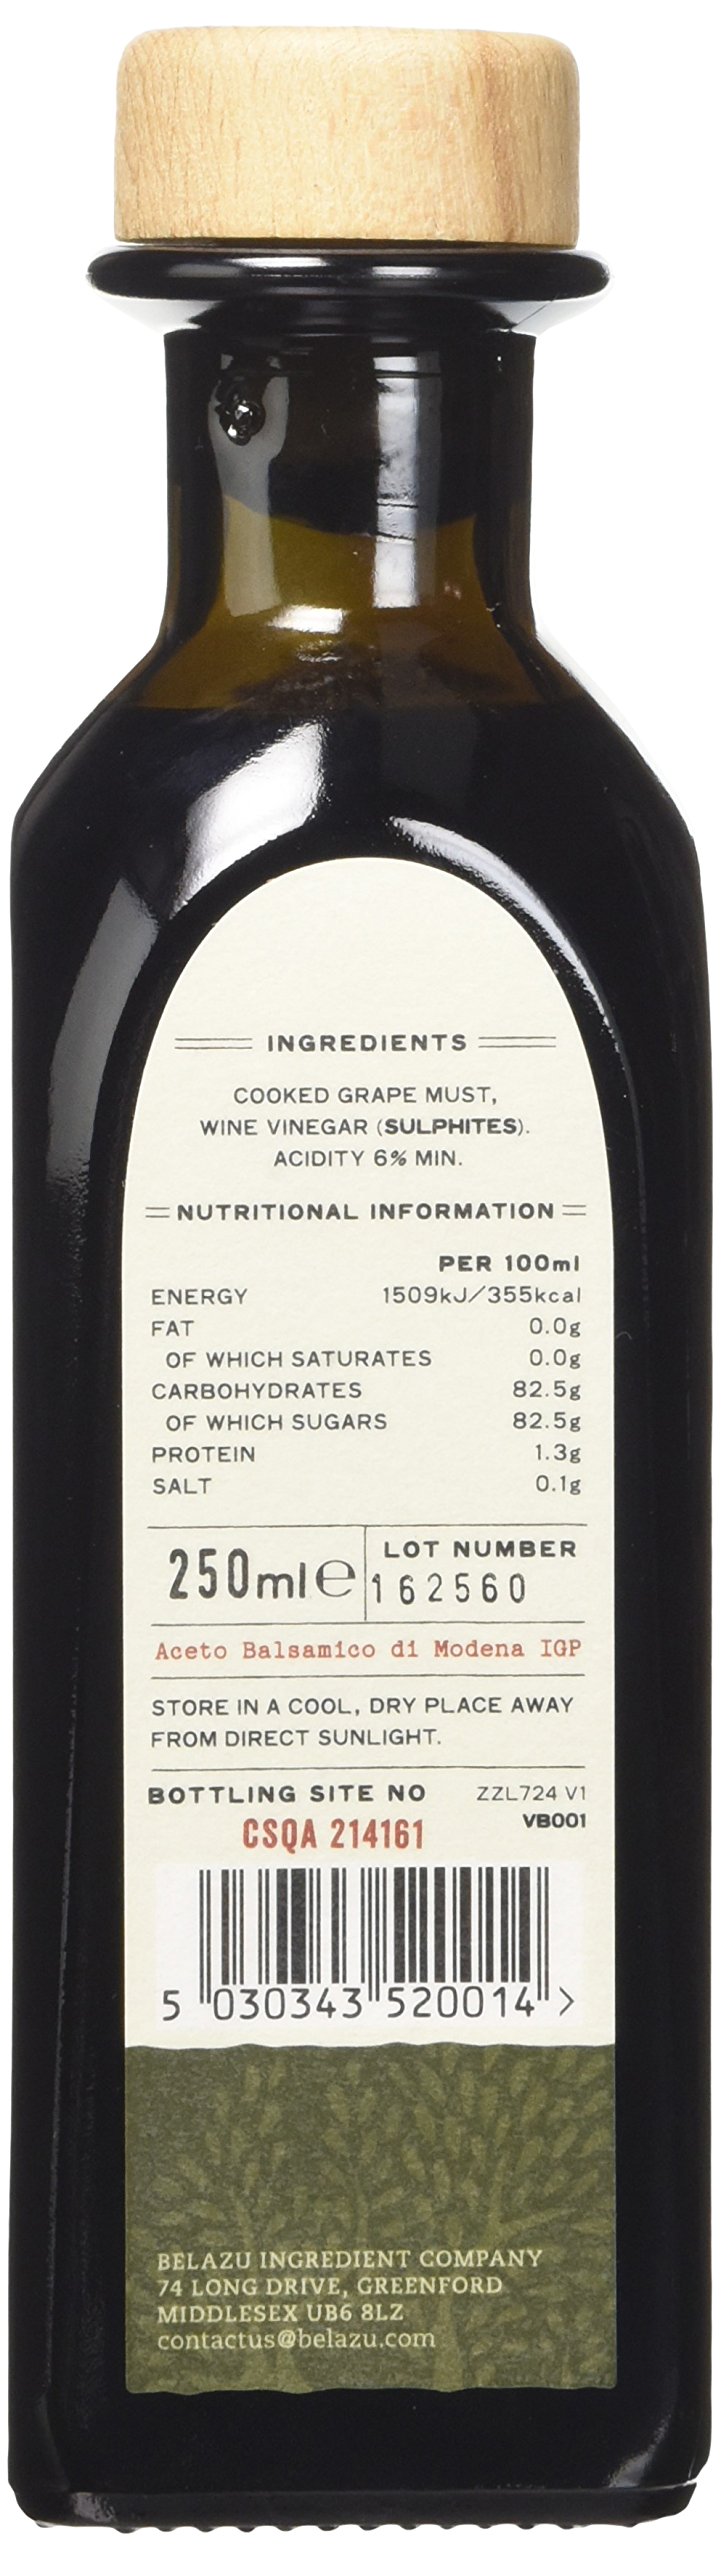 INGREDIENTS
COOKED GRAPE MUST,
WINE VINEGAR (SULPHITES).
ACIDITY 6% MIN.
NUTRITIONAL INFORMATION
PER 100ml
ENERGY 1509kJ/355kcal
FAT 0.0g
OF WHICH SATURATES 0.0g
CARBOHYDRATES 82.5g
OF WHICH SUGARS 82.5g
PROTEIN 1.3g
SALT 0.1g
250ml℮
LOT NUMBER
162560
Aceto Balsamico di Modena IGP
STORE IN A COOL, DRY PLACE AWAY
FROM DIRECT SUNLIGHT.
BOTTLING SITE NO
CSQA 214161
ZZL724 V1
VB001
5 030343 520014 >
BELAZU INGREDIENT COMPANY
74 LONG DRIVE, GREENFORD
MIDDLESEX UB6 8LZ
contactus@belazu.com